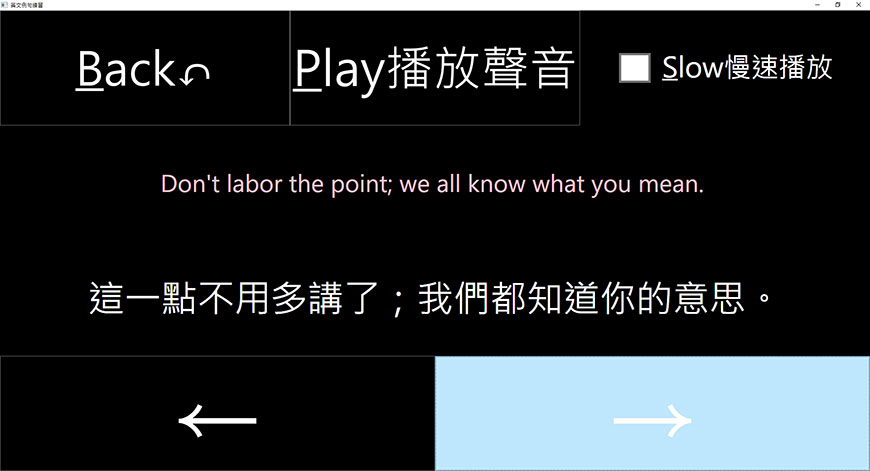 英文例句練習
Back↶
Play播放聲音
Slow慢速播放
Don't labor the point; we all know what you mean.
這一點不用多講了；我們都知道你的意思。
←
→